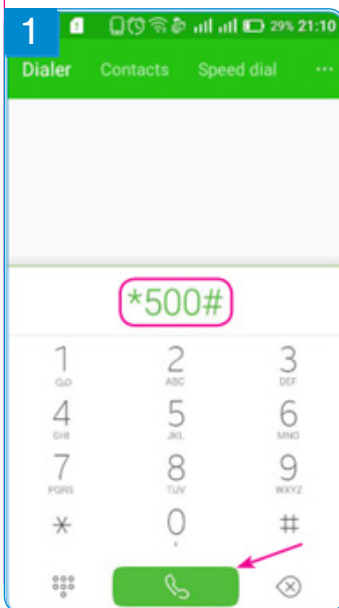 1
29% 21:10
Dialer Contacts Speed dial ...
*500#
1 2 3
ABC DEF
4 5 6
GHI JKL MNO
7 8 9
PQRS TUV WXYZ
* 0 #
+